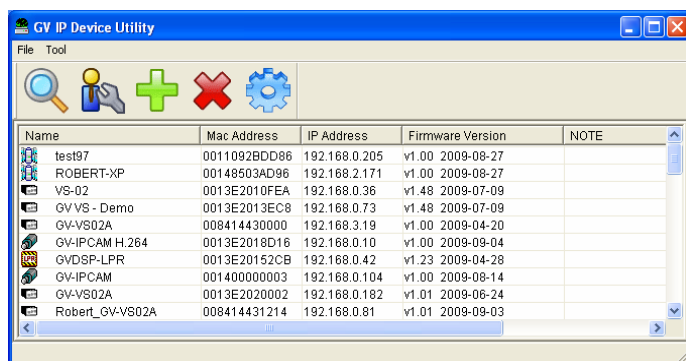 GV IP Device Utility
File Tool
Name Mac Address IP Address Firmware Version NOTE
test97 0011092BDD86 192.168.0.205 v1.00 2009-08-27
ROBERT-XP 00148503AD96 192.168.2.171 v1.00 2009-08-27
VS-02 0013E2010FEA 192.168.0.36 v1.48 2009-07-09
GV VS - Demo 0013E2013EC8 192.168.0.73 v1.48 2009-07-09
GV-VS02A 008414430000 192.168.3.19 v1.00 2009-04-20
GV-IPCAM H.264 0013E2018D16 192.168.0.10 v1.00 2009-09-04
LPR GVDSP-LPR 0013E20152CB 192.168.0.42 v1.23 2009-04-28
GV-IPCAM 001400000003 192.168.0.104 v1.00 2009-08-14
GV-VS02A 0013E2020002 192.168.0.182 v1.01 2009-06-24
Robert_GV-VS02A 008414431214 192.168.0.81 v1.01 2009-09-03